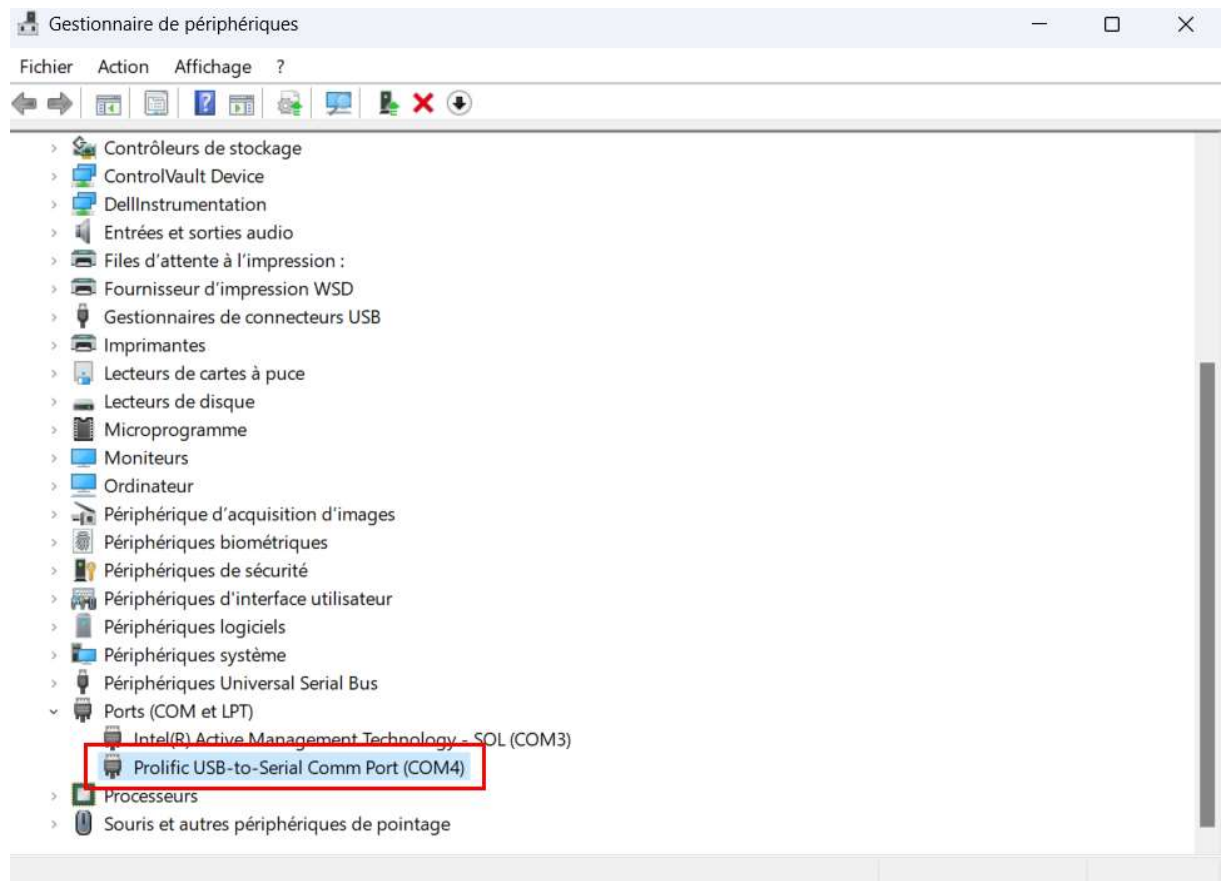 Gestionnaire de périphériques
Fichier Action Affichage ?
Contrôleurs de stockage
ControlVault Device
DellInstrumentation
Entrées et sorties audio
Files d'attente à l'impression :
Fournisseur d'impression WSD
Gestionnaires de connecteurs USB
Imprimantes
Lecteurs de cartes à puce
Lecteurs de disque
Microprogramme
Moniteurs
Ordinateur
Périphérique d'acquisition d'images
Périphériques biométriques
Périphériques de sécurité
Périphériques d'interface utilisateur
Périphériques logiciels
Périphériques système
Périphériques Universal Serial Bus
Ports (COM et LPT)
Intel(R) Active Management Technology - SOL (COM3)
Prolific USB-to-Serial Comm Port (COM4)
Processeurs
Souris et autres périphériques de pointage